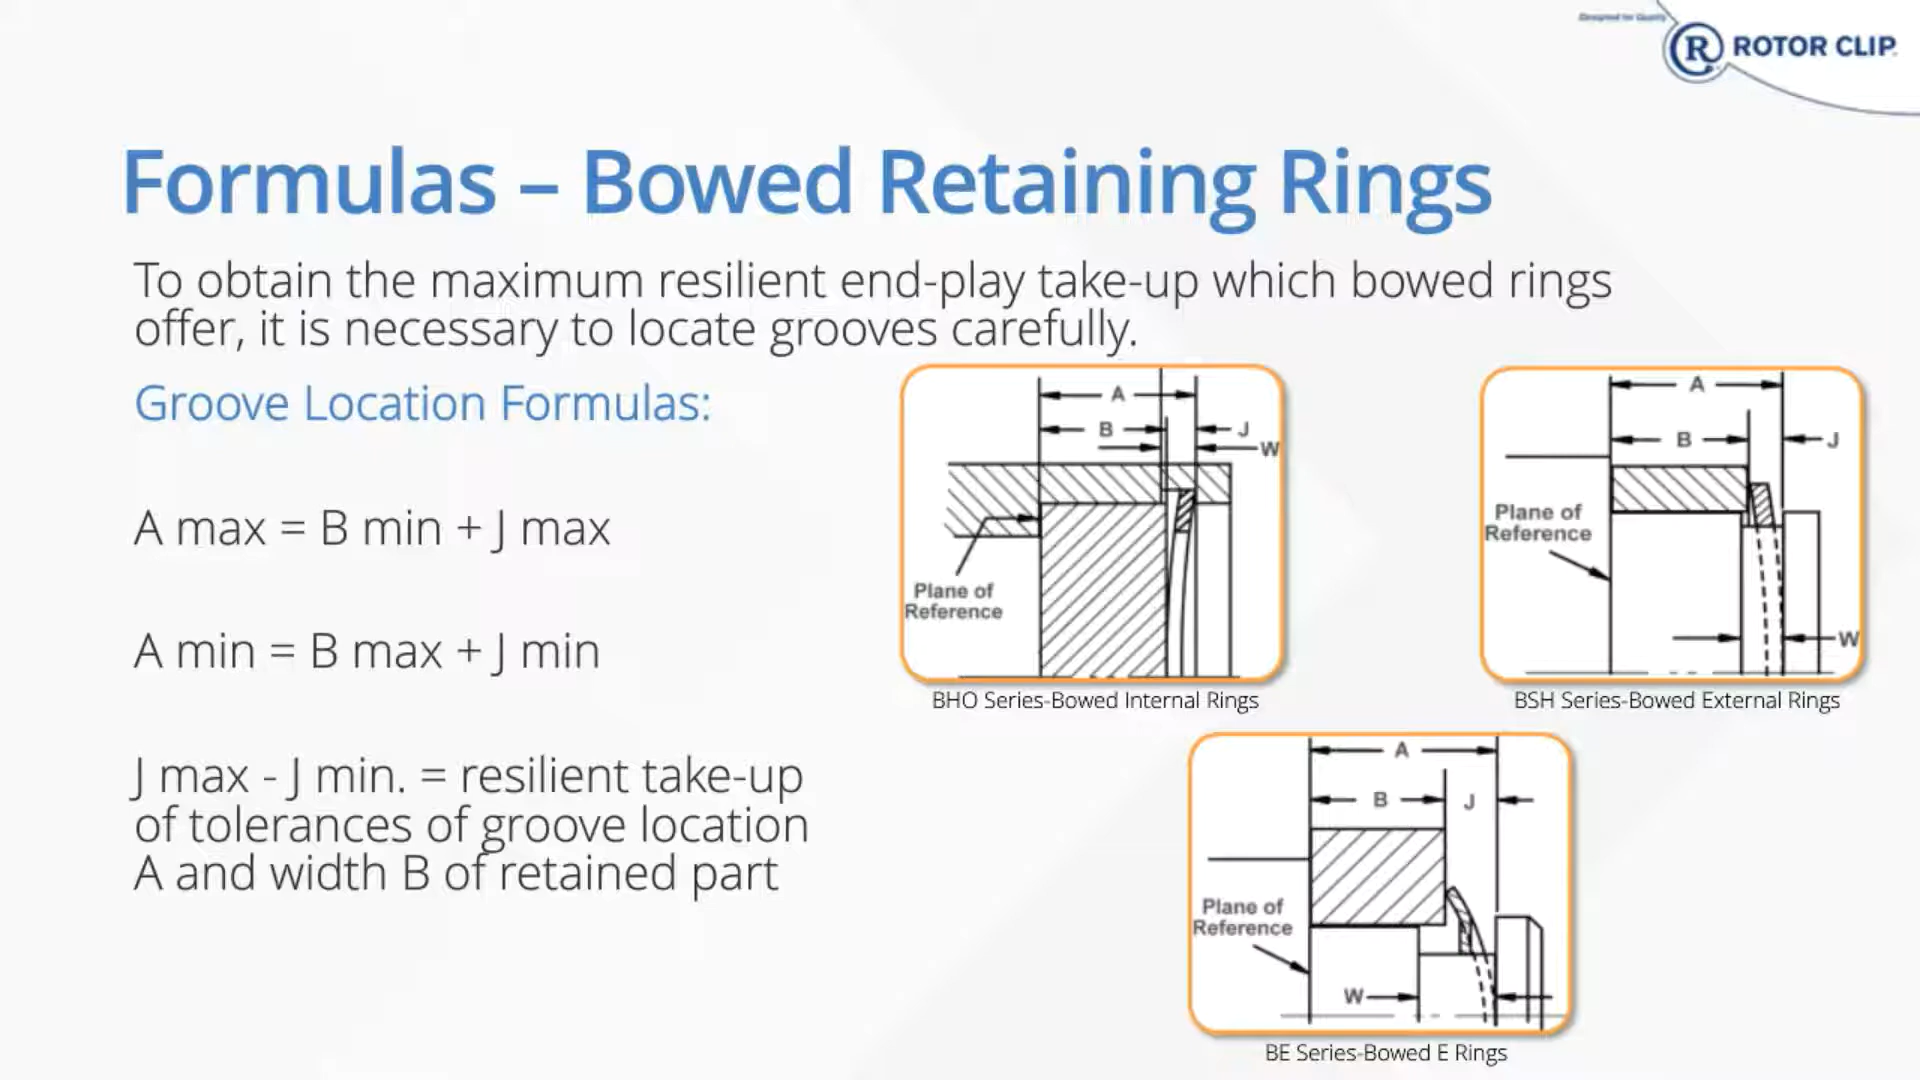 Designed for Quality
R ROTOR CLIP
Formulas – Bowed Retaining Rings
To obtain the maximum resilient end-play take-up which bowed rings
offer, it is necessary to locate grooves carefully.
Groove Location Formulas:
A max = B min + J max
A min = B max + J min
J max - J min. = resilient take-up
of tolerances of groove location
A and width B of retained part
A
B
J
W
Plane of
Reference
BHO Series-Bowed Internal Rings
A
B
J
Plane of
Reference
W
BSH Series-Bowed External Rings
A
B
J
Plane of
Reference
W
BE Series-Bowed E Rings